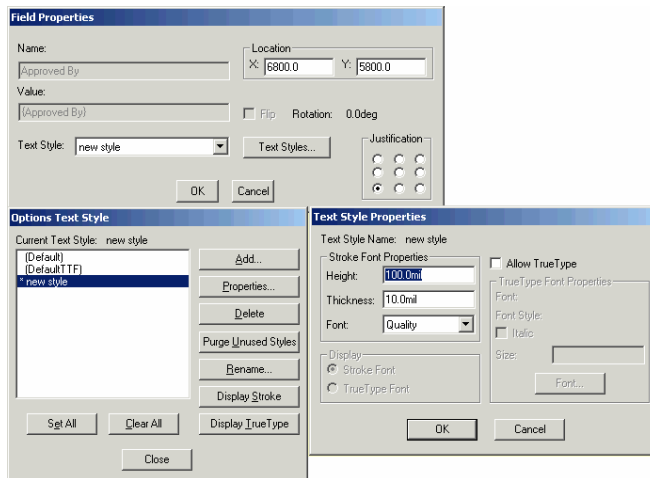 Field Properties
Name:
Approved By
Location
X: 6800.0 Y: 5800.0
Value:
{Approved By}
Flip Rotation: 0.0deg
Text Style: new style Text Styles...
Justification
OK Cancel
Options Text Style
Current Text Style: new style
(Default)
(DefaultTTF)
* new style
Add...
Properties...
Delete
Purge Unused Styles
Rename...
Display Stroke
Set All Clear All Display TrueType
Close
Text Style Properties
Text Style Name: new style
Stroke Font Properties
Height: 100.0mil
Thickness: 10.0mil
Font: Quality
Display
Stroke Font
TrueType Font
Allow TrueType
TrueType Font Properties
Font:
Font Style:
Italic
Size:
Font...
OK Cancel